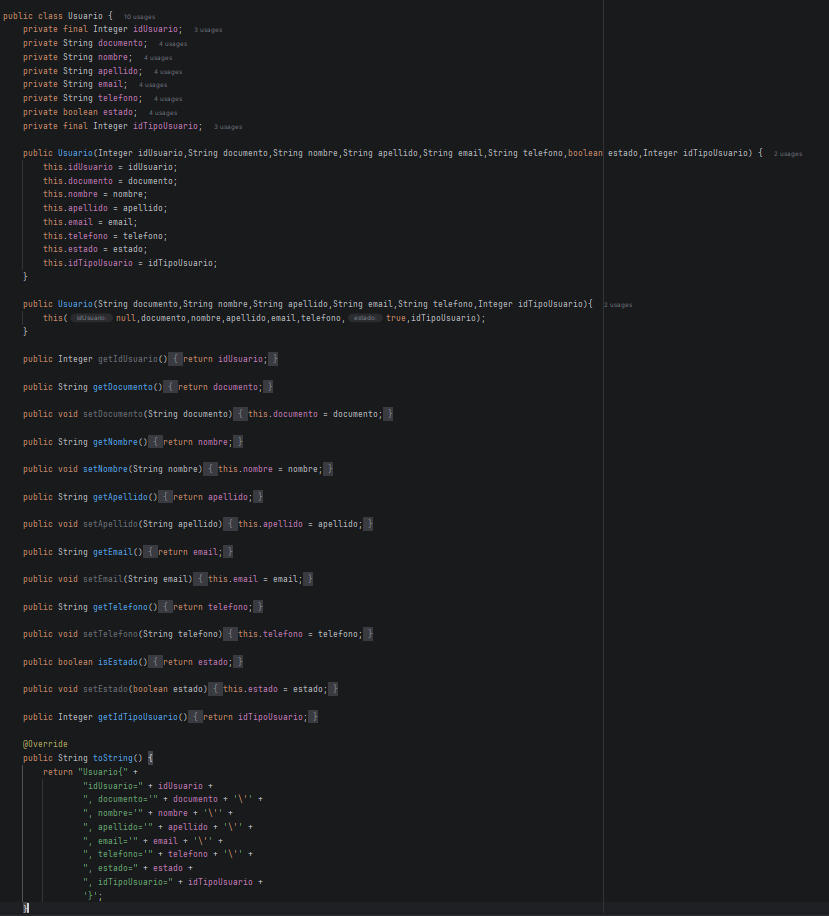 public class Usuario { 10 usages
    private final Integer idUsuario; 3 usages
    private String documento; 4 usages
    private String nombre; 4 usages
    private String apellido; 4 usages
    private String email; 4 usages
    private String telefono; 4 usages
    private boolean estado; 4 usages
    private final Integer idTipoUsuario; 3 usages

    public Usuario(Integer idUsuario,String documento,String nombre,String apellido,String email,String telefono,boolean estado,Integer idTipoUsuario) { 2 usages
        this.idUsuario = idUsuario;
        this.documento = documento;
        this.nombre = nombre;
        this.apellido = apellido;
        this.email = email;
        this.telefono = telefono;
        this.estado = estado;
        this.idTipoUsuario = idTipoUsuario;
    }

    public Usuario(String documento,String nombre,String apellido,String email,String telefono,Integer idTipoUsuario){ 2 usages
        this( idUsuario: null,documento,nombre,apellido,email,telefono, estado: true,idTipoUsuario);
    }

    public Integer getIdUsuario() { return idUsuario; }

    public String getDocumento() { return documento; }

    public void setDocumento(String documento) { this.documento = documento; }

    public String getNombre() { return nombre; }

    public void setNombre(String nombre) { this.nombre = nombre; }

    public String getApellido() { return apellido; }

    public void setApellido(String apellido) { this.apellido = apellido; }

    public String getEmail() { return email; }

    public void setEmail(String email) { this.email = email; }

    public String getTelefono() { return telefono; }

    public void setTelefono(String telefono) { this.telefono = telefono; }

    public boolean isEstado() { return estado; }

    public void setEstado(boolean estado) { this.estado = estado; }

    public Integer getIdTipoUsuario() { return idTipoUsuario; }

    @Override
    public String toString() {
        return "Usuario{" +
                "idUsuario=" + idUsuario +
                ", documento='" + documento + '\'' +
                ", nombre='" + nombre + '\'' +
                ", apellido='" + apellido + '\'' +
                ", email='" + email + '\'' +
                ", telefono='" + telefono + '\'' +
                ", estado=" + estado +
                ", idTipoUsuario=" + idTipoUsuario +
                '}';
    }